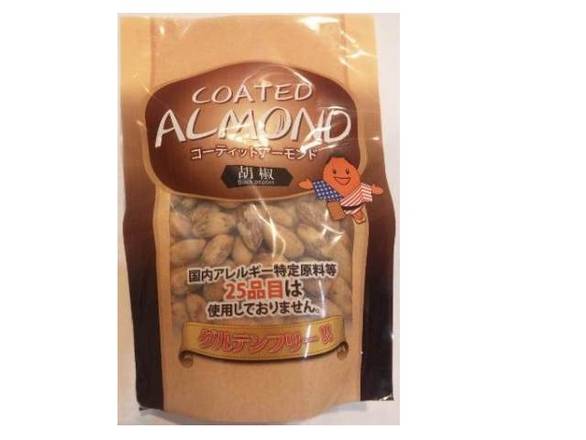 COATED
ALMOND
コーティットアーモンド
胡椒
Black pepper
国内アレルギー特定原料等
25品目は
使用しておりません。
グルテンフリー!!